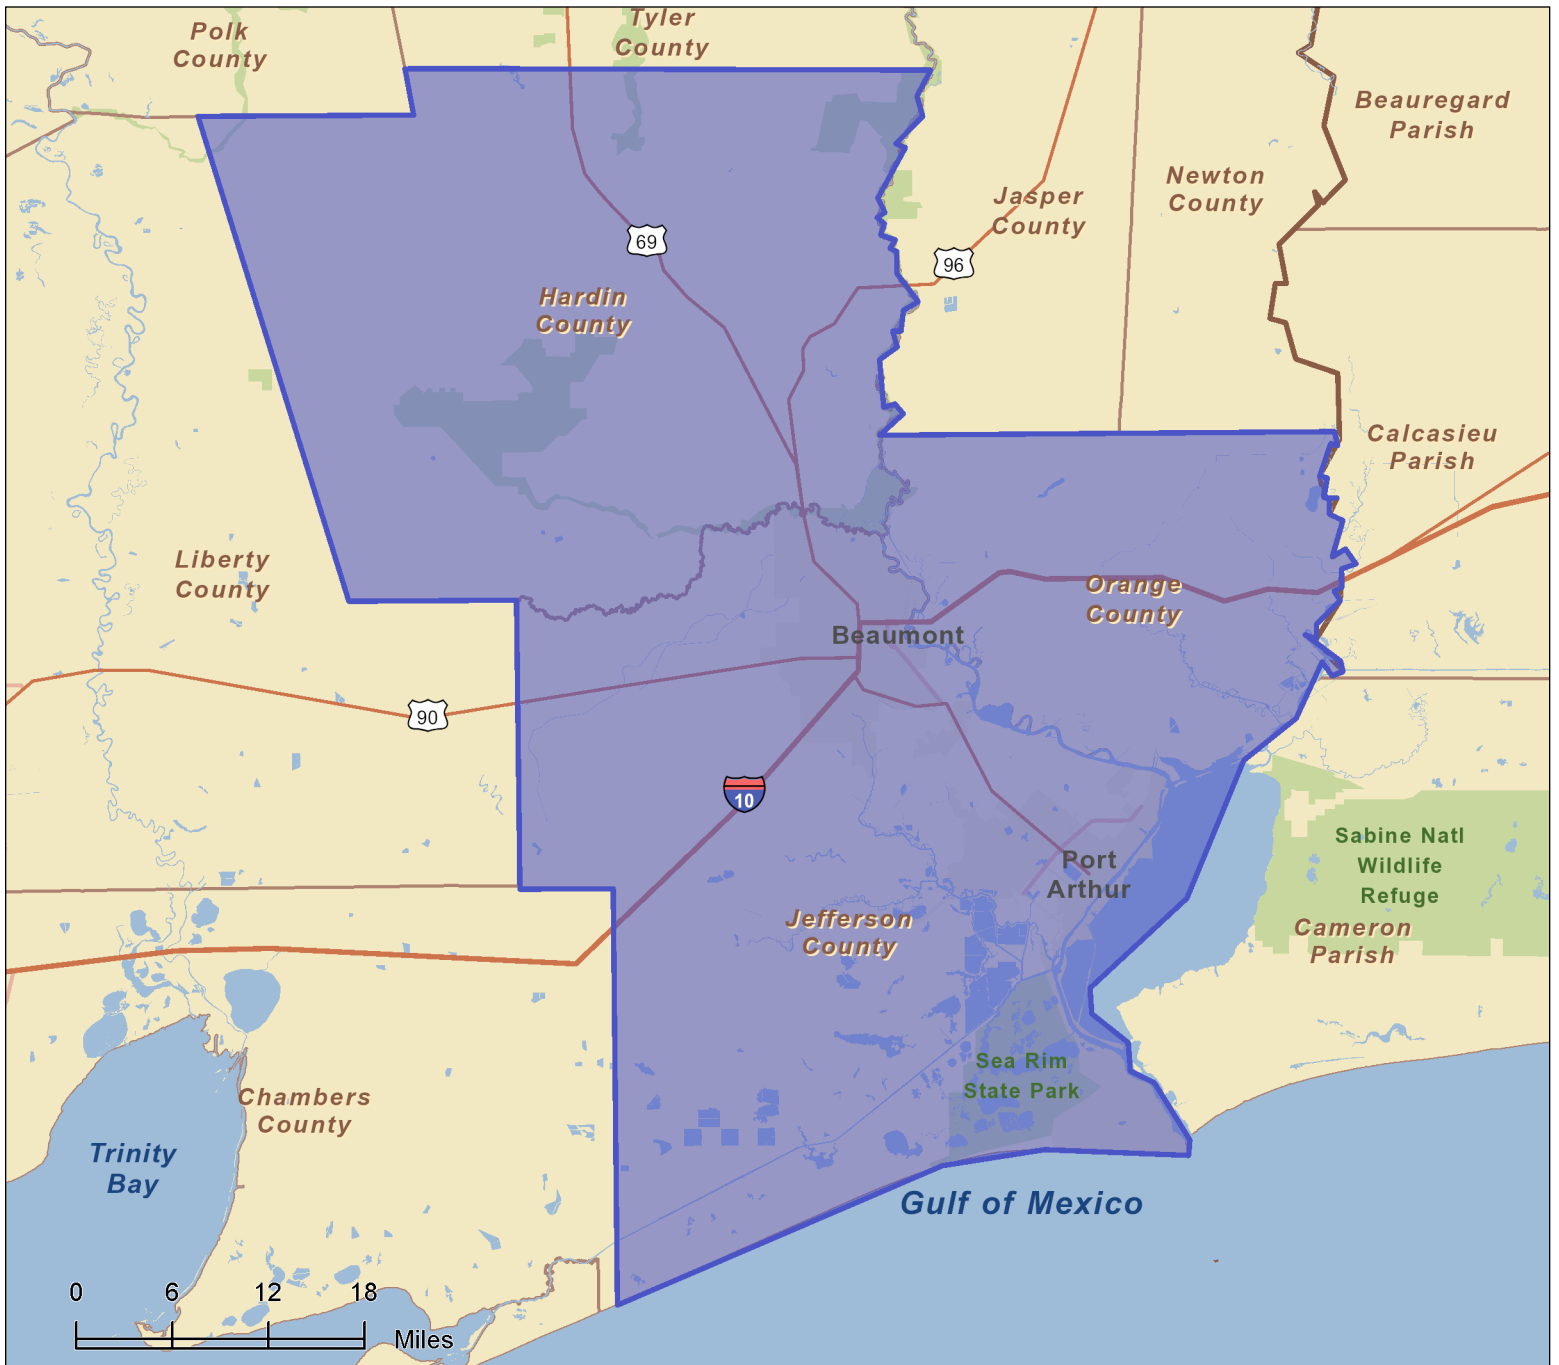 Polk
County
Tyler
County
Beauregard
Parish
Jasper
County
Newton
County
69
96
Hardin
County
Calcasieu
Parish
Liberty
County
Orange
County
Beaumont
90
10
Port
Arthur
Sabine Natl
Wildlife
Refuge
Jefferson
County
Cameron
Parish
Sea Rim
State Park
Chambers
County
Trinity
Bay
Gulf of Mexico
0 6 12 18
Miles